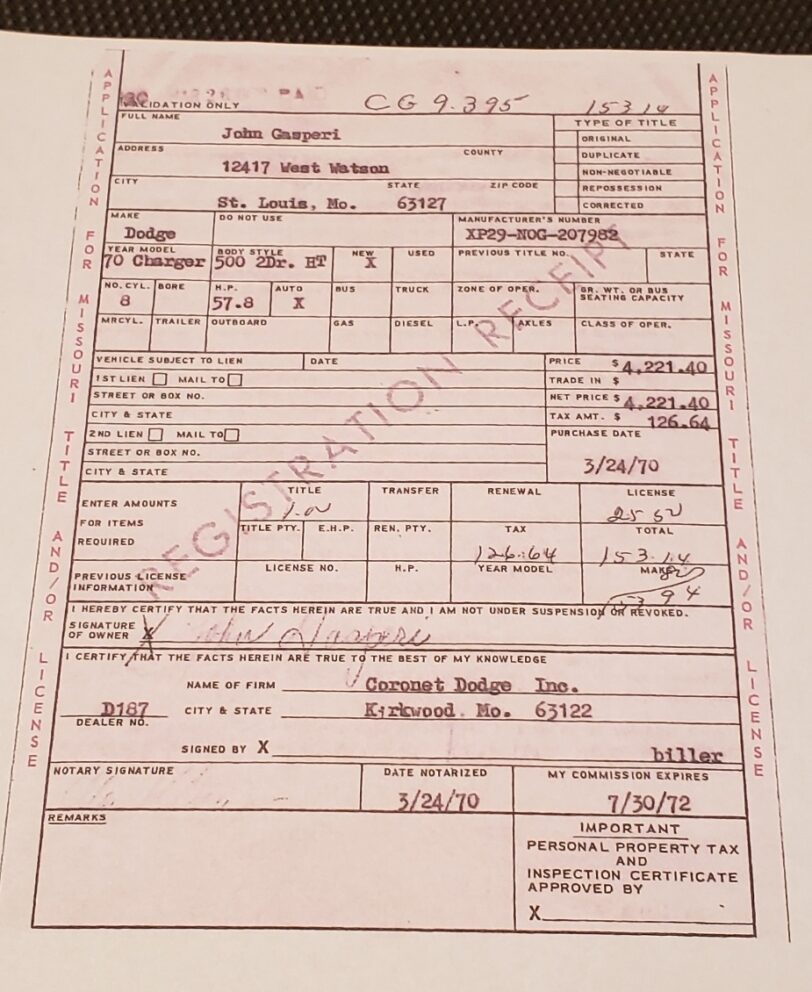 VALIDATION ONLY CG 9.395 153 14
FULL NAME TYPE OF TITLE
John Gasperi ORIGINAL
ADDRESS COUNTY DUPLICATE
12417 West Watson NON-NEGOTIABLE
CITY STATE ZIP CODE REPOSSESSION
St. Louis, Mo. 63127 CORRECTED
MAKE DO NOT USE MANUFACTURER'S NUMBER
Dodge XP29-NOG-207982
YEAR MODEL BODY STYLE NEW USED PREVIOUS TITLE NO. STATE
70 Charger 500 2Dr. HT X
NO. CYL. BORE H.P. AUTO BUS TRUCK ZONE OF OPER. GR. WT. OR BUS SEATING CAPACITY
8 57.8 X
MRCYL. TRAILER OUTBOARD GAS DIESEL L.P. AXLES CLASS OF OPER.
VEHICLE SUBJECT TO LIEN DATE PRICE $ 4,221.40
1ST LIEN MAIL TO TRADE IN $
STREET OR BOX NO. NET PRICE $ 4,221.40
CITY & STATE TAX AMT. $ 126.64
2ND LIEN MAIL TO PURCHASE DATE
STREET OR BOX NO. 3/24/70
CITY & STATE
ENTER AMOUNTS FOR ITEMS REQUIRED
TITLE TRANSFER RENEWAL LICENSE
1.00 25 50
TITLE PTY. E.H.P. REN. PTY. TAX TOTAL
126.64 153.14
PREVIOUS LICENSE INFORMATION LICENSE NO. H.P. YEAR MODEL MAKE
I HEREBY CERTIFY THAT THE FACTS HEREIN ARE TRUE AND I AM NOT UNDER SUSPENSION OR REVOKED.
SIGNATURE OF OWNER X John Gasperi
I CERTIFY THAT THE FACTS HEREIN ARE TRUE TO THE BEST OF MY KNOWLEDGE
NAME OF FIRM Coronet Dodge Inc.
D187 CITY & STATE Kirkwood Mo. 63122
DEALER NO.
SIGNED BY X biller
NOTARY SIGNATURE DATE NOTARIZED MY COMMISSION EXPIRES
3/24/70 7/30/72
REMARKS IMPORTANT
PERSONAL PROPERTY TAX
AND
INSPECTION CERTIFICATE
APPROVED BY
X
APPLICATION FOR MISSOURI TITLE AND/OR LICENSE
APPLICATION FOR MISSOURI TITLE AND/OR LICENSE
REGISTRATION RECEIPT